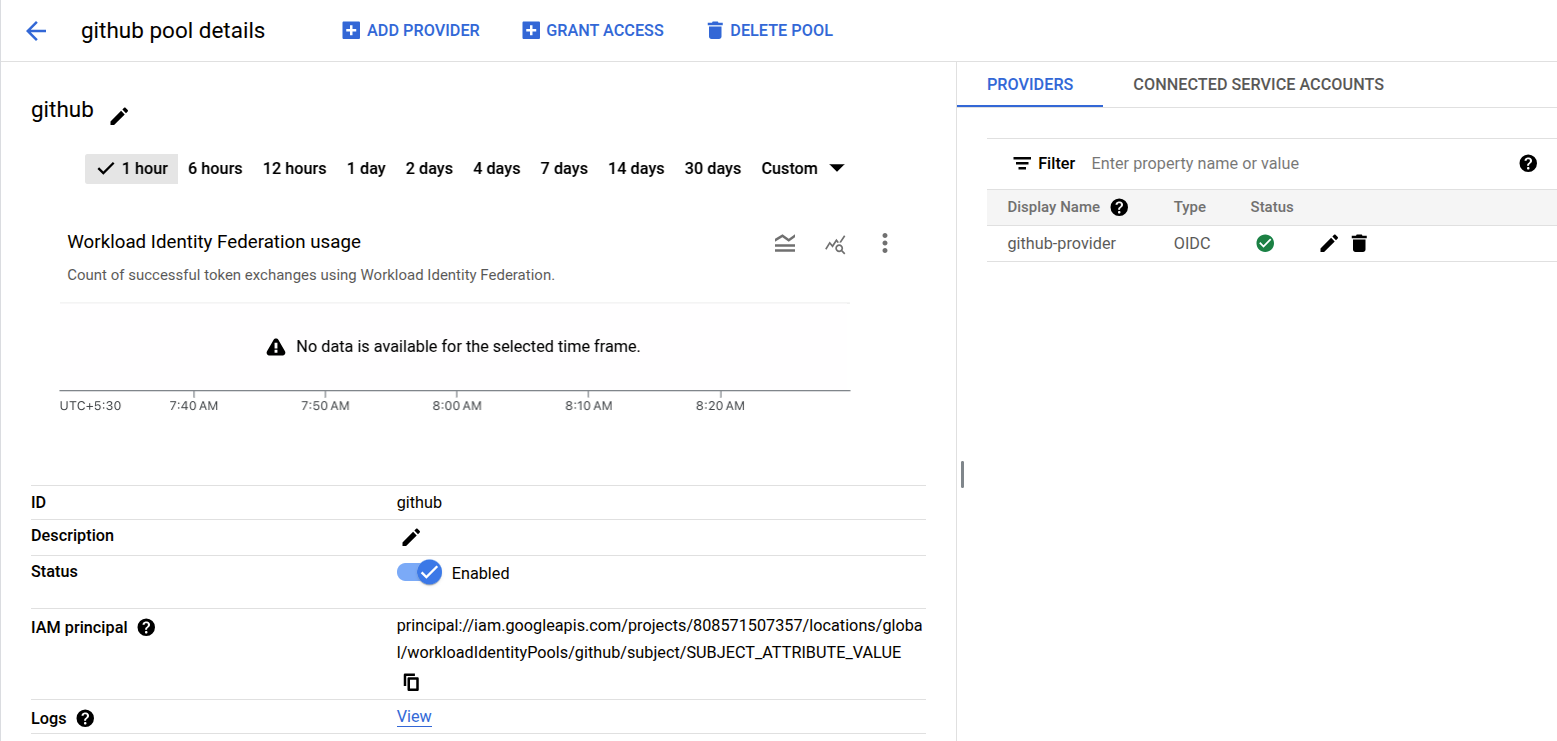 github pool details
ADD PROVIDER
GRANT ACCESS
DELETE POOL
github
1 hour 6 hours 12 hours 1 day 2 days 4 days 7 days 14 days 30 days Custom
Workload Identity Federation usage
Count of successful token exchanges using Workload Identity Federation.
No data is available for the selected time frame.
UTC+5:30 7:40 AM 7:50 AM 8:00 AM 8:10 AM 8:20 AM
ID github
Description
Status Enabled
IAM principal principal://iam.googleapis.com/projects/808571507357/locations/globa
l/workloadIdentityPools/github/subject/SUBJECT_ATTRIBUTE_VALUE
Logs View
PROVIDERS CONNECTED SERVICE ACCOUNTS
Filter Enter property name or value
Display Name Type Status
github-provider OIDC